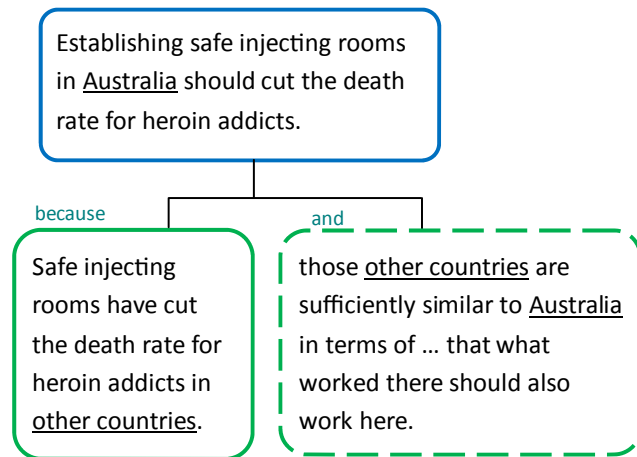 Establishing safe injecting rooms
in Australia should cut the death
rate for heroin addicts.
because
and
Safe injecting
rooms have cut
the death rate for
heroin addicts in
other countries.
those other countries are
sufficiently similar to Australia
in terms of … that what
worked there should also
work here.